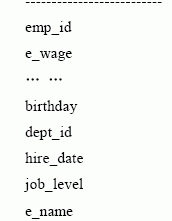 ---------------------------
emp_id
e_wage
… …
birthday
dept_id
hire_date
job_level
e_name